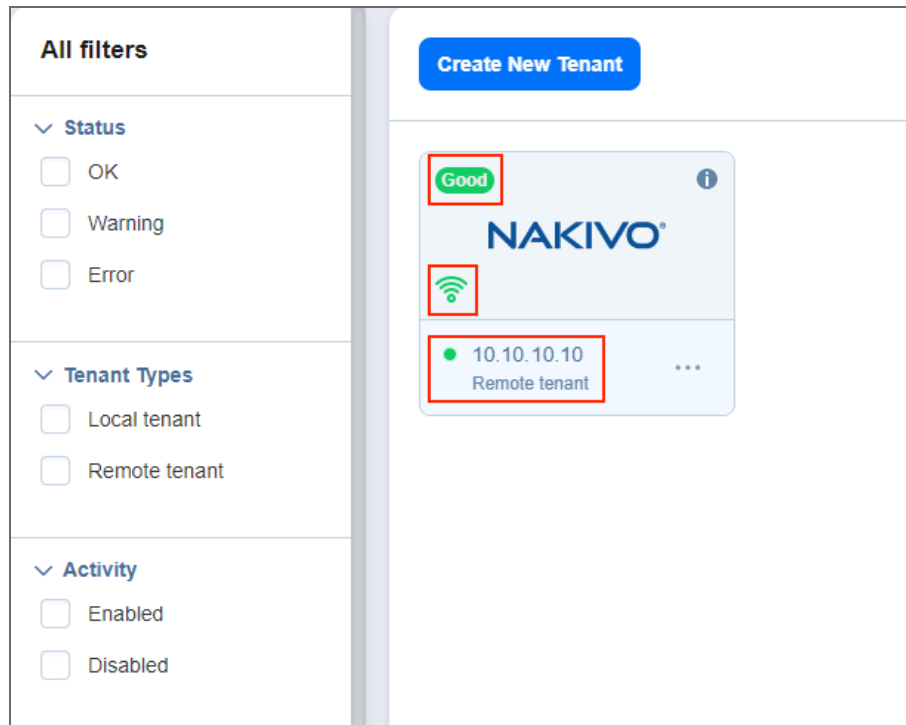 All filters
Status
OK
Warning
Error
Tenant Types
Local tenant
Remote tenant
Activity
Enabled
Disabled
Create New Tenant
Good
NAKIVO®
10.10.10.10
Remote tenant